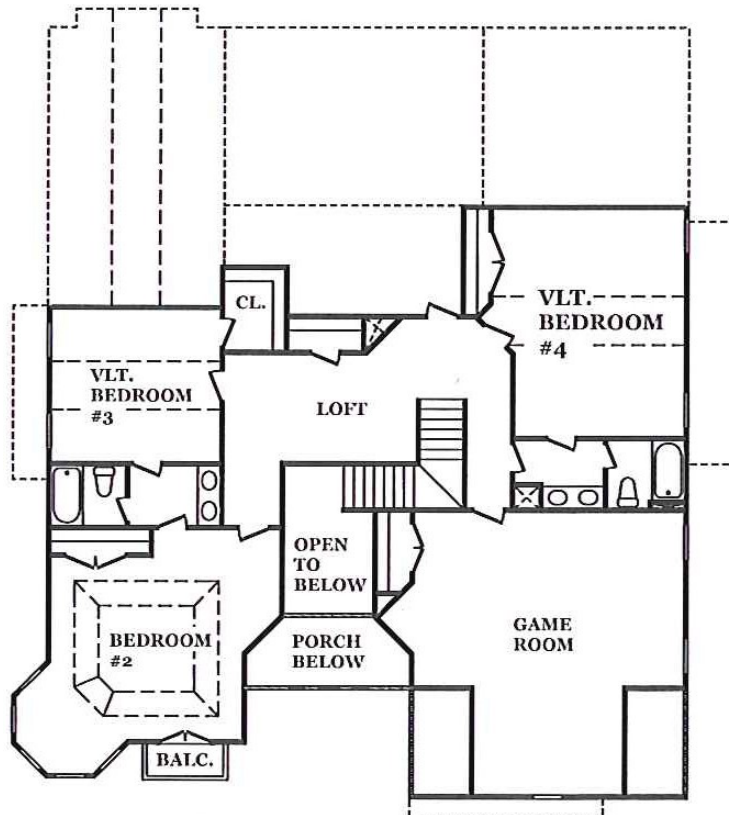 CL.
VLT.
BEDROOM
#4
VLT.
BEDROOM
#3
LOFT
OPEN
TO
BELOW
BEDROOM
#2
PORCH
BELOW
GAME
ROOM
BALC.